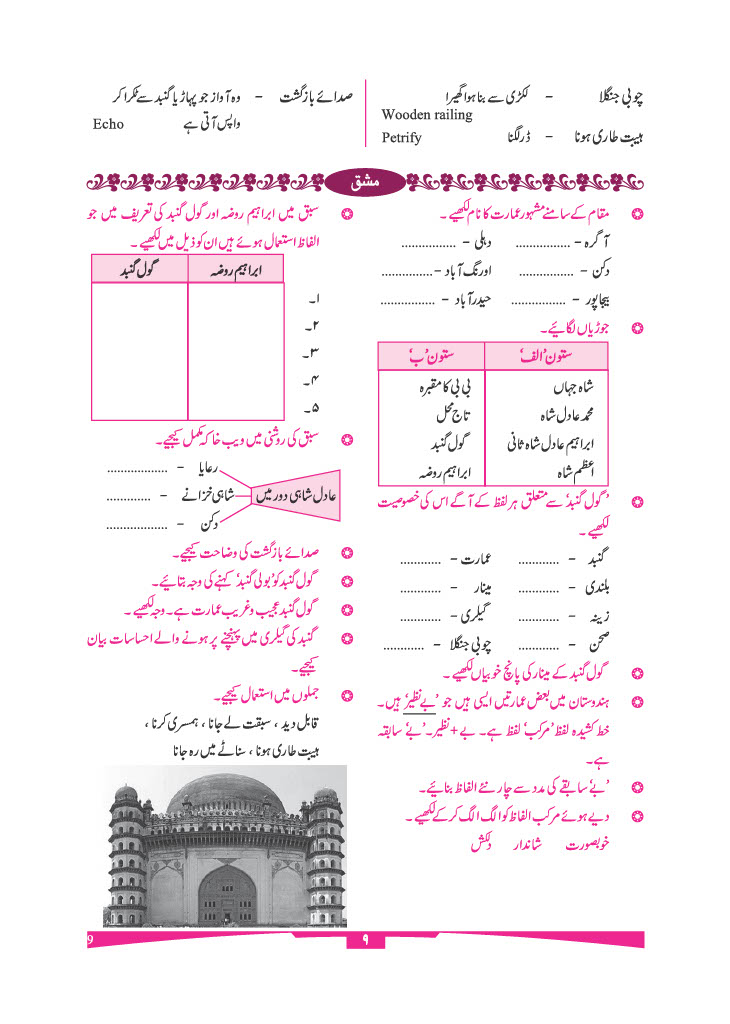 چوبی جنگلا – لکڑی سے بنا ہوا گھیرا
Wooden railing
ہیبت طاری ہونا – ڈر لگنا Petrify
صدائے بازگشت – وہ آواز جو پہاڑ یا گنبد سے ٹکرا کر
واپس آتی ہے Echo
مشق
مقام کے سامنے مشہور عمارت کا نام لکھیے۔
آگرہ – ................ دہلی – ................
دکن – ................ اورنگ آباد – ...............
بیجاپور – ................ حیدر آباد – ................
جوڑیاں لگائیے۔
ستون 'الف' ستون 'ب'
شاہ جہاں بی بی کا مقبرہ
محمد عادل شاہ تاج محل
ابراہیم عادل شاہ ثانی گول گنبد
اعظم شاہ ابراہیم روضہ
'گول گنبد' سے متعلق ہر لفظ کے آگے اس کی خصوصیت
لکھیے۔
گنبد – ............ عمارت – ............
بلندی – ............ مینار – ............
زینہ – ............ گیلری – ............
صحن – ............ چوبی جنگلا – ............
گول گنبد کے مینار کی پانچ خوبیاں لکھیے۔
ہندوستان میں بعض عمارتیں ایسی ہیں جو 'بے نظیر' ہیں۔
خط کشیدہ لفظ 'مرکب' لفظ ہے۔ بے + نظیر۔ 'بے' سابقہ
ہے۔
'بے' سابقے کی مدد سے چار نئے الفاظ بنائیے۔
دیے ہوئے مرکب الفاظ کو الگ الگ کر کے لکھیے۔
خوبصورت شاندار دلکش
سبق میں ابراہیم روضہ اور گول گنبد کی تعریف میں جو
الفاظ استعمال ہوئے ہیں ان کو ذیل میں لکھیے۔
ابراہیم روضہ گول گنبد
۱۔
۲۔
۳۔
۴۔
۵۔
سبق کی روشنی میں ویب خاکہ مکمل کیجیے۔
رعایا – ..................
عادل شاہی دور میں شاہی خزانے – .............
دکن – ..................
صدائے بازگشت کی وضاحت کیجیے۔
گول گنبد کو 'بولی گنبد' کہنے کی وجہ بتائیے۔
گول گنبد عجیب و غریب عمارت ہے۔ وجہ لکھیے۔
گنبد کی گیلری میں پہنچنے پر ہونے والے احساسات بیان
کیجیے۔
جملوں میں استعمال کیجیے۔
قابل دید ، سبقت لے جانا ، ہمسری کرنا ،
ہیبت طاری ہونا ، سناٹے میں رہ جانا
9 ۹